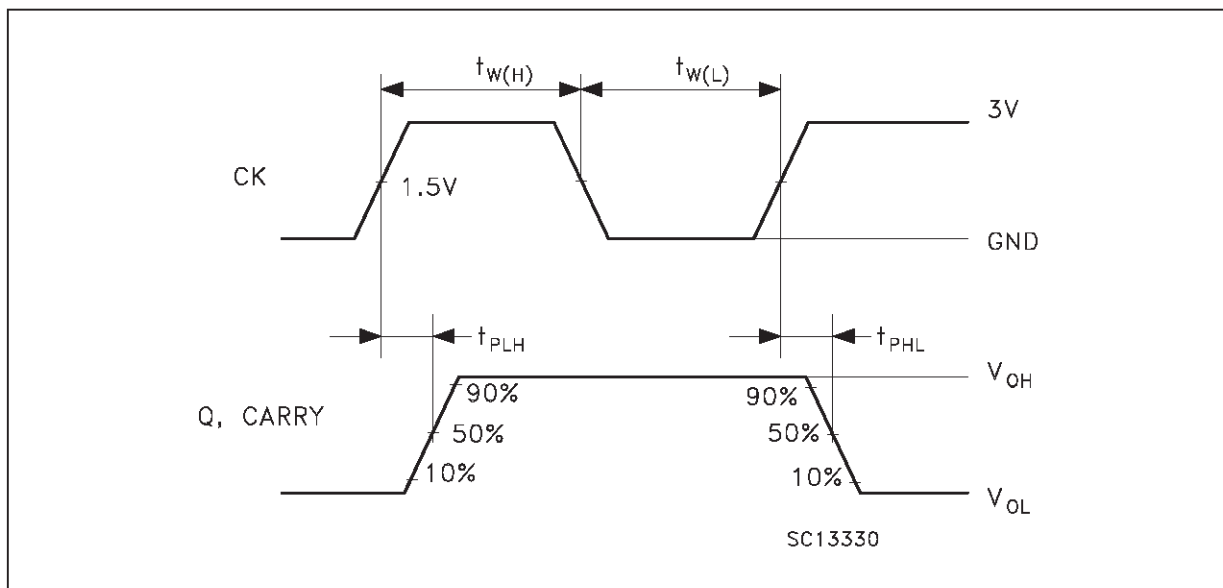 tW(H) tW(L)
3V
CK
1.5V
GND
tPLH tPHL
VOH
90% 90%
Q, CARRY
50% 50%
10% 10%
VOL
SC13330